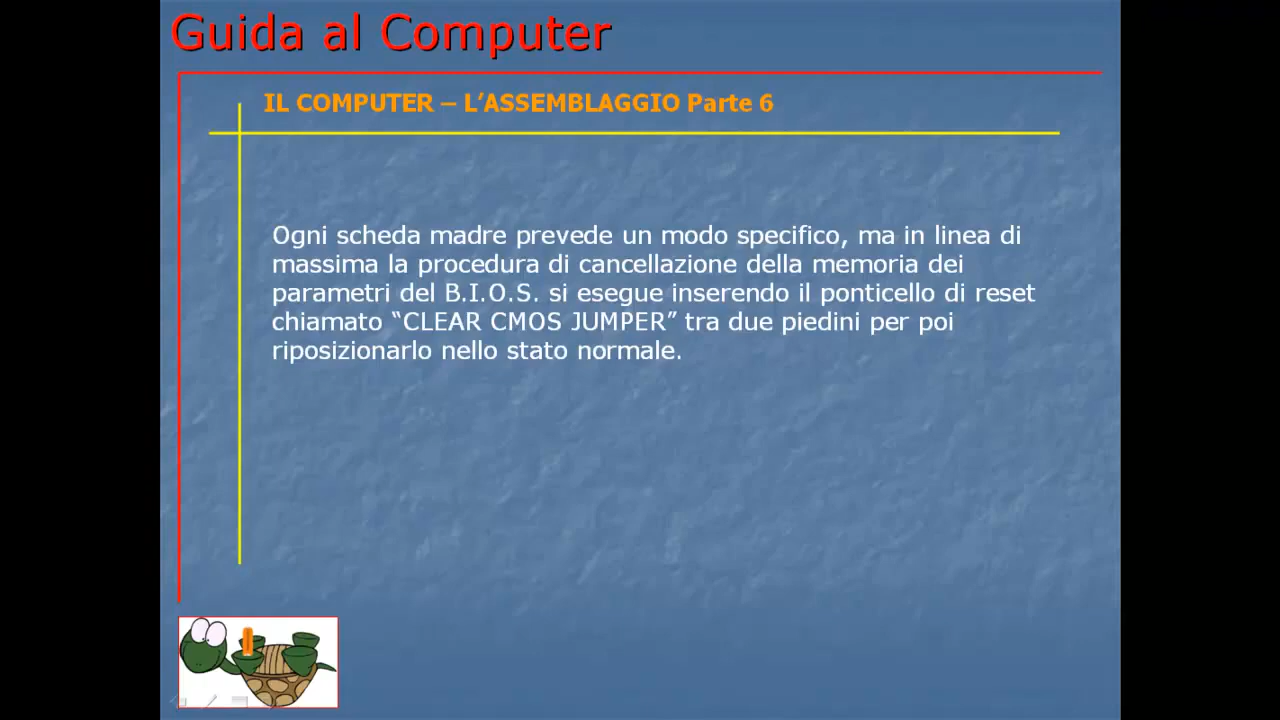 Guida al Computer
IL COMPUTER – L’ASSEMBLAGGIO Parte 6
Ogni scheda madre prevede un modo specifico, ma in linea di
massima la procedura di cancellazione della memoria dei
parametri del B.I.O.S. si esegue inserendo il ponticello di reset
chiamato “CLEAR CMOS JUMPER” tra due piedini per poi
riposizionarlo nello stato normale.